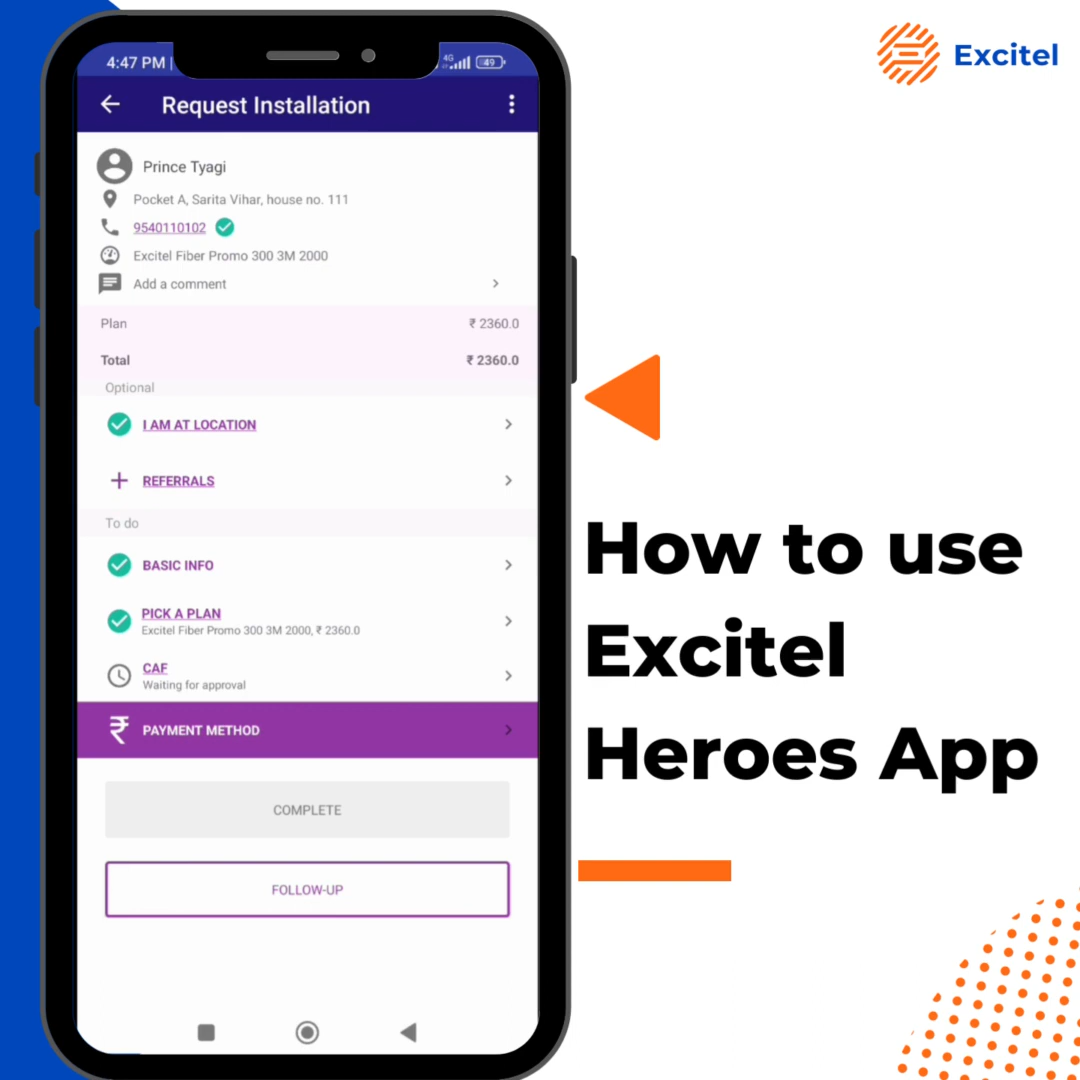 4:47 PM
4G
49
Excitel
Request Installation
Prince Tyagi
Pocket A, Sarita Vihar, house no. 111
9540110102
Excitel Fiber Promo 300 3M 2000
Add a comment
Plan ₹ 2360.0
Total ₹ 2360.0
Optional
I AM AT LOCATION
REFERRALS
To do
BASIC INFO
PICK A PLAN
Excitel Fiber Promo 300 3M 2000, ₹ 2360.0
CAF
Waiting for approval
₹ PAYMENT METHOD
COMPLETE
FOLLOW-UP
How to use
Excitel
Heroes App